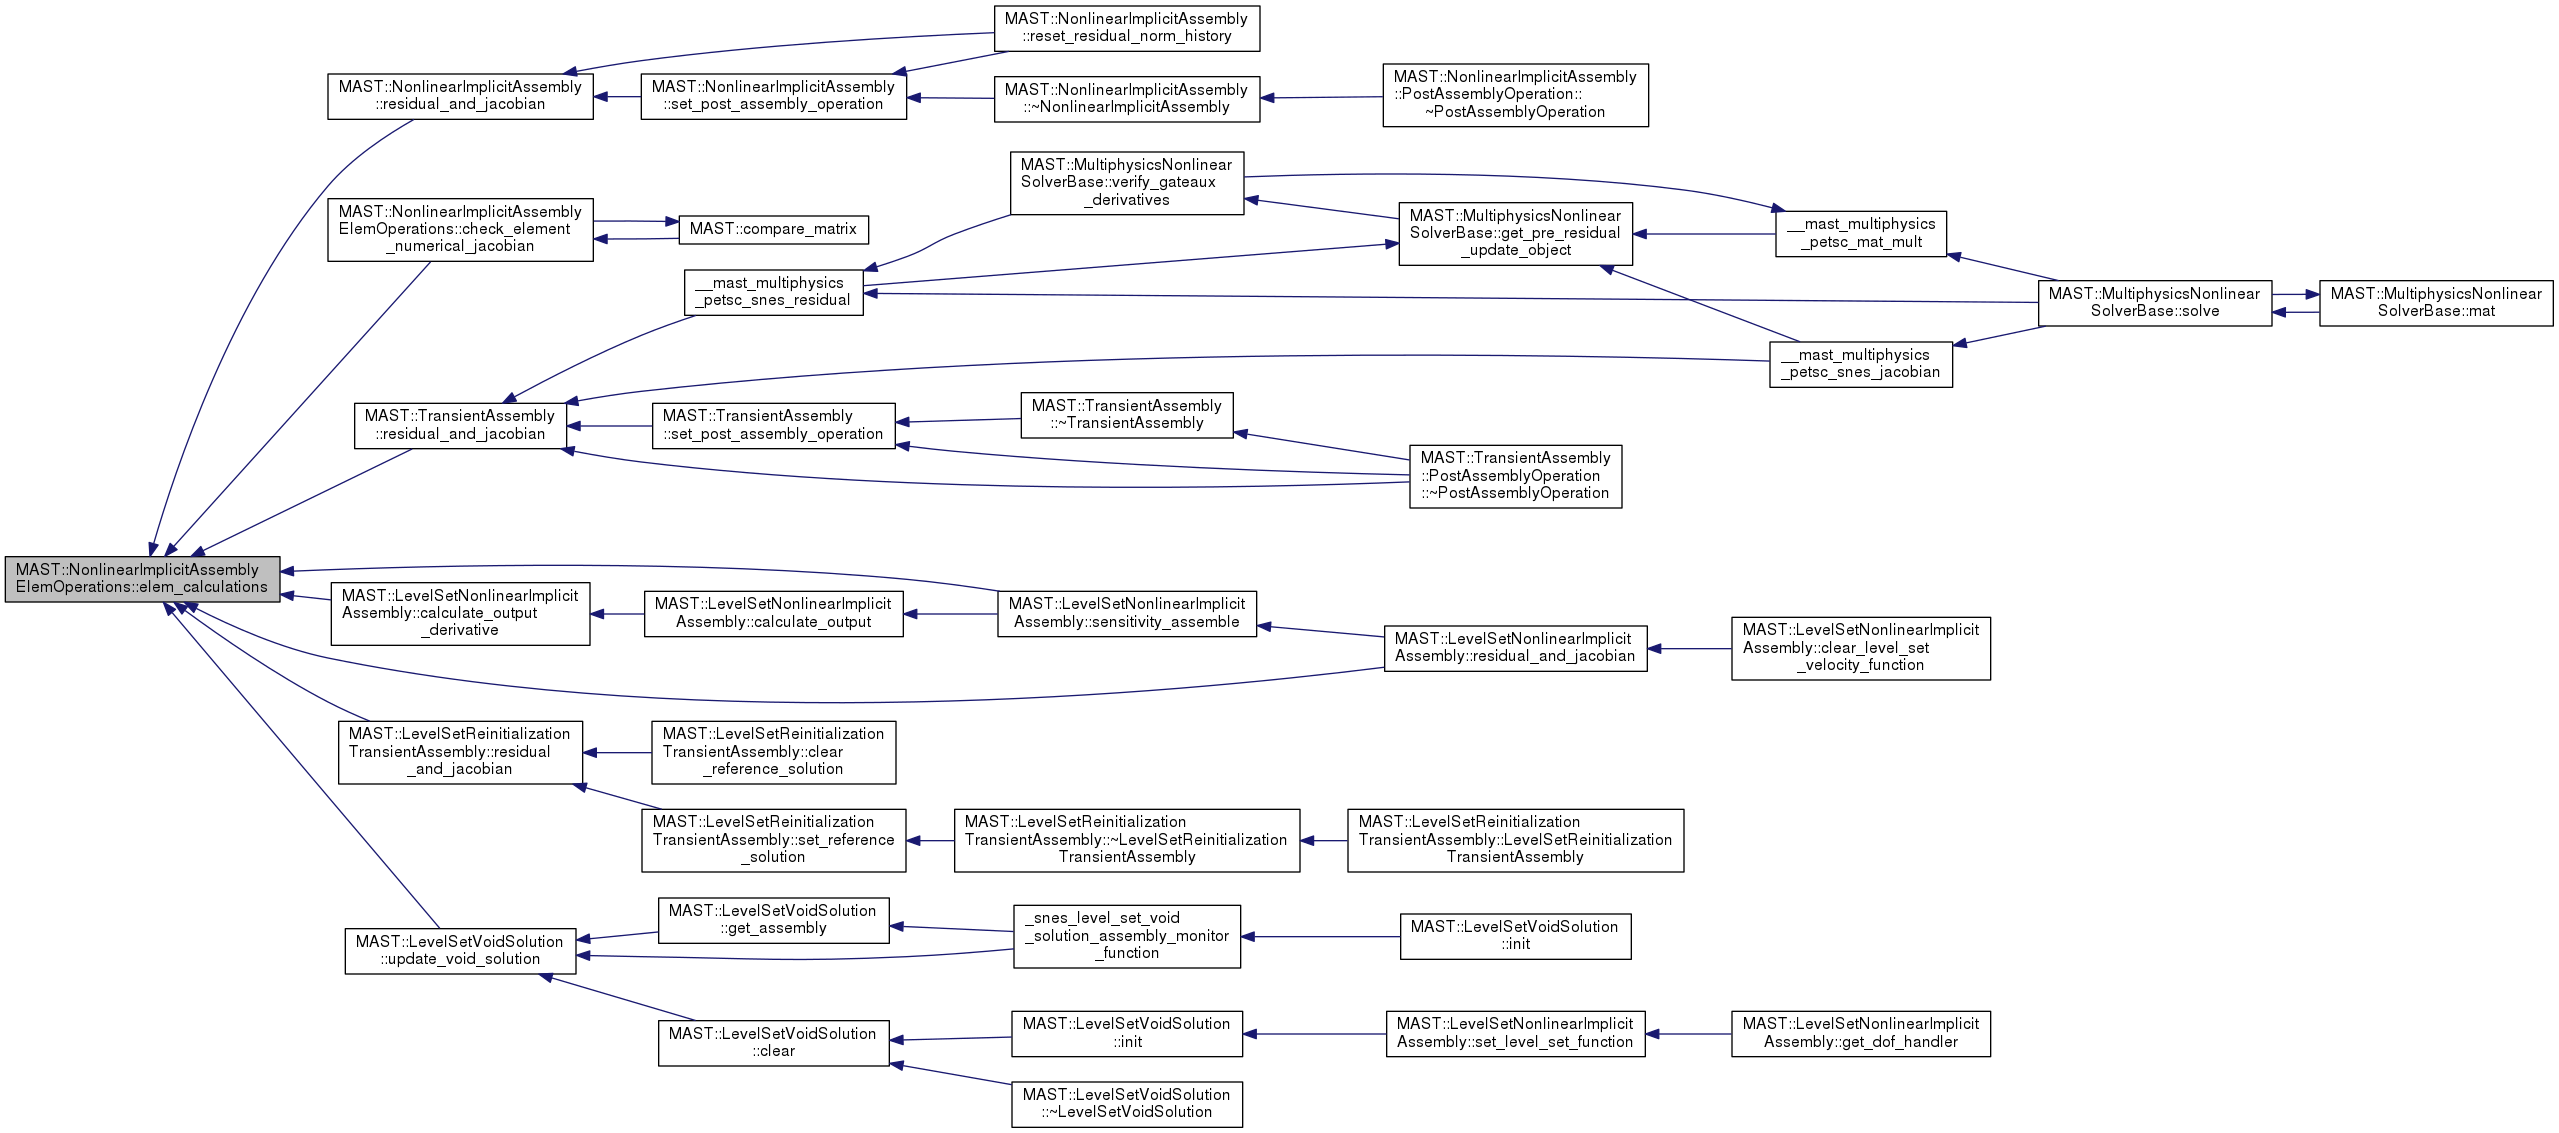 MAST::NonlinearImplicitAssembly
::reset_residual_norm_history
MAST::NonlinearImplicitAssembly
::residual_and_jacobian
MAST::NonlinearImplicitAssembly
::set_post_assembly_operation
MAST::NonlinearImplicitAssembly
::~NonlinearImplicitAssembly
MAST::NonlinearImplicitAssembly
::PostAssemblyOperation::
~PostAssemblyOperation
MAST::MultiphysicsNonlinear
SolverBase::verify_gateaux
_derivatives
MAST::NonlinearImplicitAssembly
ElemOperations::check_element
_numerical_jacobian
MAST::compare_matrix
MAST::MultiphysicsNonlinear
SolverBase::get_pre_residual
_update_object
__mast_multiphysics
_petsc_mat_mult
__mast_multiphysics
_petsc_snes_residual
MAST::MultiphysicsNonlinear
SolverBase::solve
MAST::MultiphysicsNonlinear
SolverBase::mat
__mast_multiphysics
_petsc_snes_jacobian
MAST::TransientAssembly
::residual_and_jacobian
MAST::TransientAssembly
::set_post_assembly_operation
MAST::TransientAssembly
::~TransientAssembly
MAST::TransientAssembly
::PostAssemblyOperation
::~PostAssemblyOperation
MAST::NonlinearImplicitAssembly
ElemOperations::elem_calculations
MAST::LevelSetNonlinearImplicit
Assembly::calculate_output
_derivative
MAST::LevelSetNonlinearImplicit
Assembly::calculate_output
MAST::LevelSetNonlinearImplicit
Assembly::sensitivity_assemble
MAST::LevelSetNonlinearImplicit
Assembly::residual_and_jacobian
MAST::LevelSetNonlinearImplicit
Assembly::clear_level_set
_velocity_function
MAST::LevelSetReinitialization
TransientAssembly::residual
_and_jacobian
MAST::LevelSetReinitialization
TransientAssembly::clear
_reference_solution
MAST::LevelSetReinitialization
TransientAssembly::set_reference
_solution
MAST::LevelSetReinitialization
TransientAssembly::~LevelSetReinitialization
TransientAssembly
MAST::LevelSetReinitialization
TransientAssembly::LevelSetReinitialization
TransientAssembly
MAST::LevelSetVoidSolution
::update_void_solution
MAST::LevelSetVoidSolution
::get_assembly
_snes_level_set_void
_solution_assembly_monitor
_function
MAST::LevelSetVoidSolution
::init
MAST::LevelSetVoidSolution
::clear
MAST::LevelSetVoidSolution
::init
MAST::LevelSetNonlinearImplicit
Assembly::set_level_set_function
MAST::LevelSetNonlinearImplicit
Assembly::get_dof_handler
MAST::LevelSetVoidSolution
::~LevelSetVoidSolution